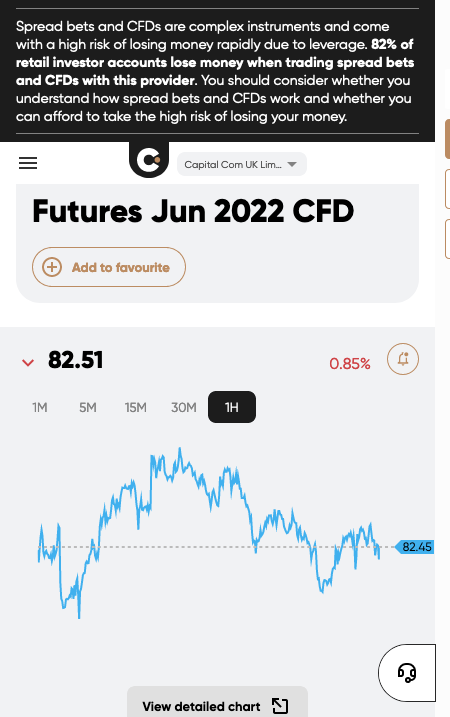 Spread bets and CFDs are complex instruments and come
with a high risk of losing money rapidly due to leverage. 82% of
retail investor accounts lose money when trading spread bets
and CFDs with this provider. You should consider whether you
understand how spread bets and CFDs work and whether you
can afford to take the high risk of losing your money.
Capital Com UK Lim...
Futures Jun 2022 CFD
Add to favourite
82.51
0.85%
1M 5M 15M 30M 1H
82.45
View detailed chart